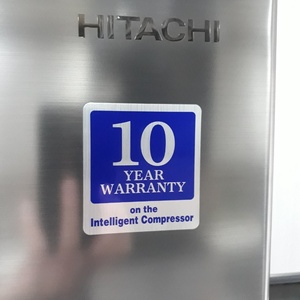 HITACHI
10
YEAR
WARRANTY
on the
Intelligent Compressor